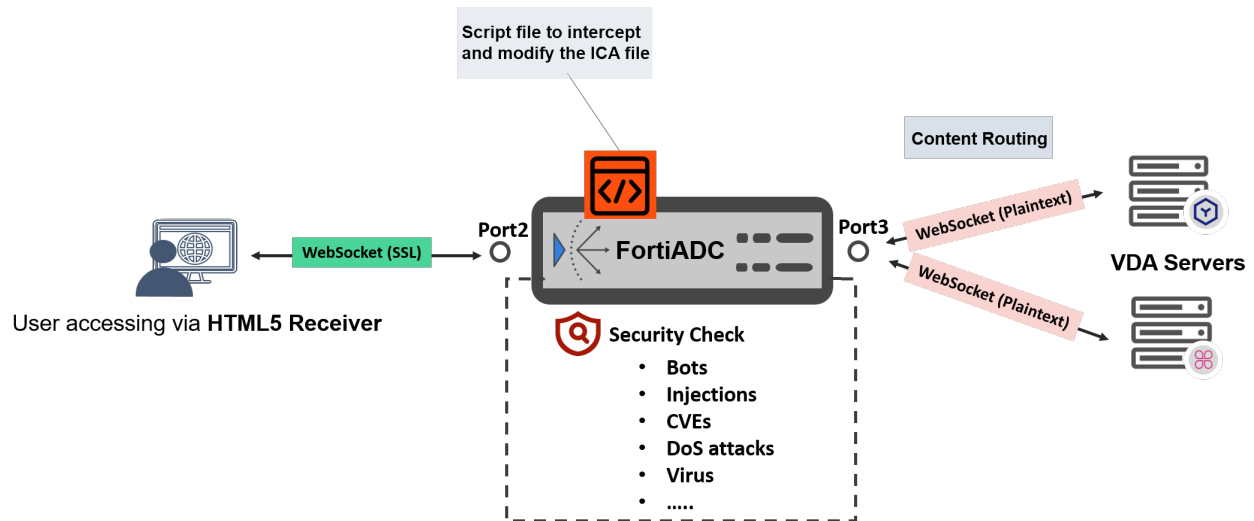 Script file to intercept
and modify the ICA file
Content Routing
WebSocket (Plaintext)
Port2
</>
Port3
WebSocket (SSL)
FortiADC
VDA Servers
WebSocket (Plaintext)
User accessing via HTML5 Receiver
Security Check
• Bots
• Injections
• CVEs
• DoS attacks
• Virus
• .....